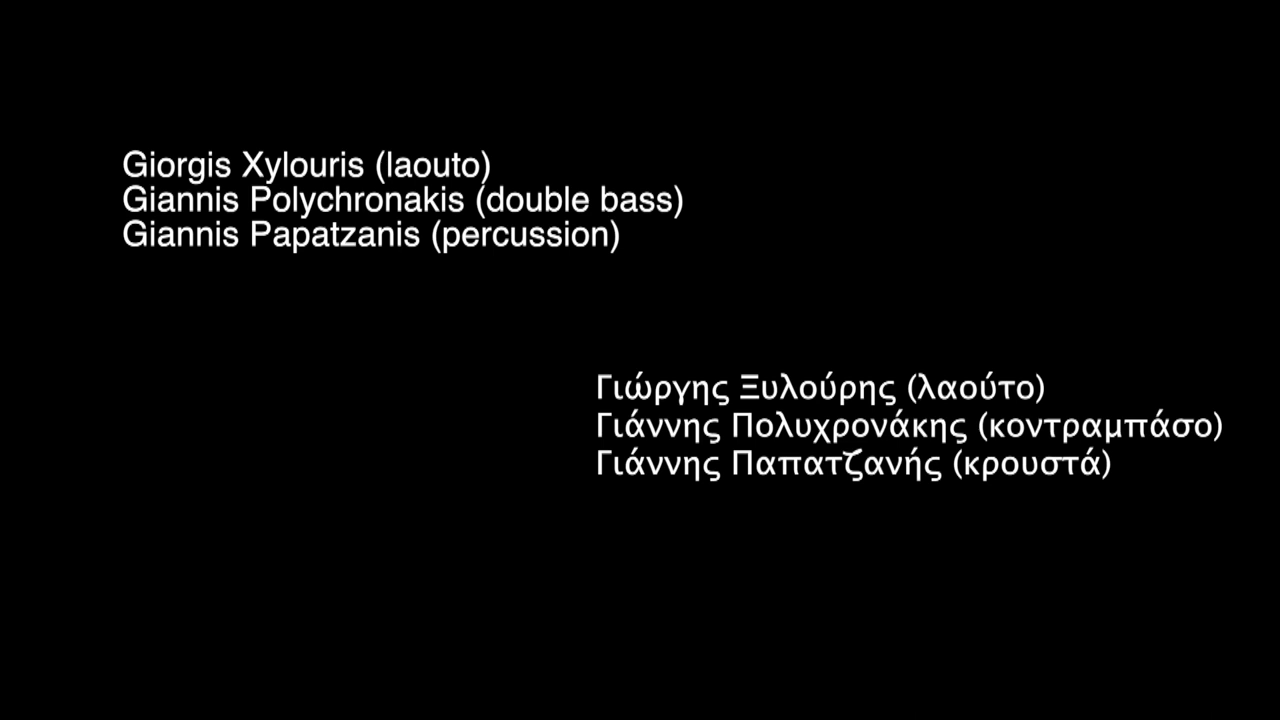 Giorgis Xylouris (laouto)
Giannis Polychronakis (double bass)
Giannis Papatzanis (percussion)
Γιώργης Ξυλούρης (λαούτο)
Γιάννης Πολυχρονάκης (κοντραμπάσο)
Γιάννης Παπατζανής (κρουστά)